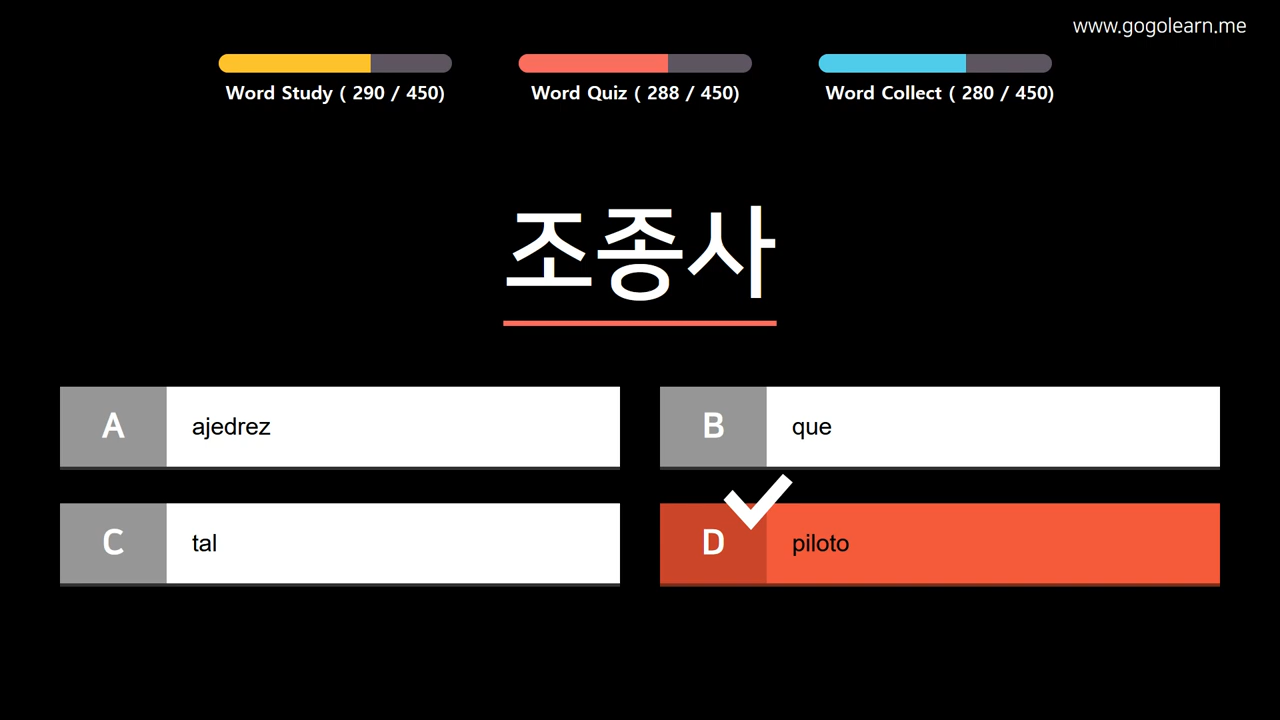 www.gogolearn.me
Word Study ( 290 / 450)
Word Quiz ( 288 / 450)
Word Collect ( 280 / 450)
조종사
A ajedrez
B que
C tal
D piloto